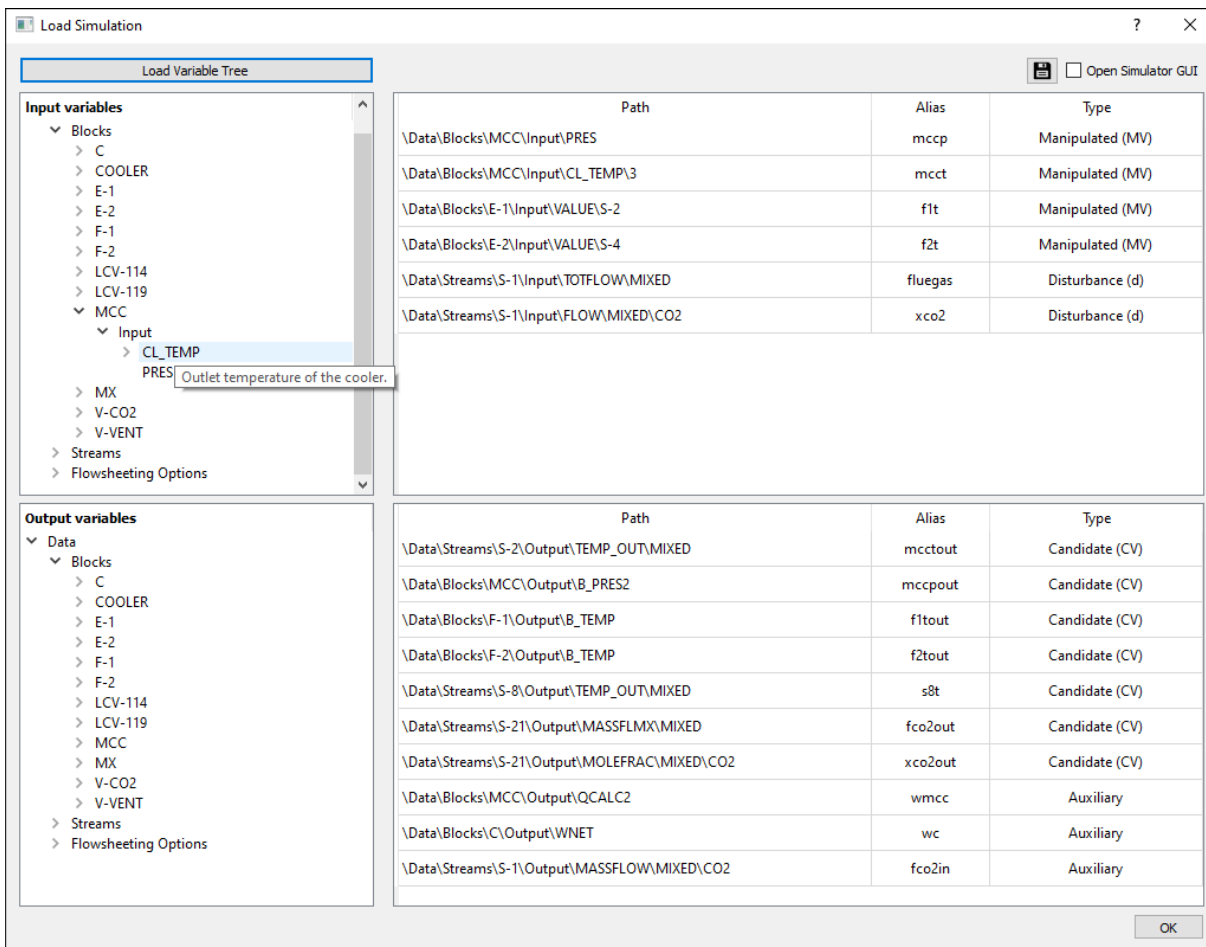 Load Simulation
Load Variable Tree
Open Simulator GUI
Input variables
Blocks
C
COOLER
E-1
E-2
F-1
F-2
LCV-114
LCV-119
MCC
Input
CL_TEMP
PRES
Outlet temperature of the cooler.
MX
V-CO2
V-VENT
Streams
Flowsheeting Options
Path Alias Type
\Data\Blocks\MCC\Input\PRES mccp Manipulated (MV)
\Data\Blocks\MCC\Input\CL_TEMP\3 mcct Manipulated (MV)
\Data\Blocks\E-1\Input\VALUE\S-2 f1t Manipulated (MV)
\Data\Blocks\E-2\Input\VALUE\S-4 f2t Manipulated (MV)
\Data\Streams\S-1\Input\TOTFLOW\MIXED fluegas Disturbance (d)
\Data\Streams\S-1\Input\FLOW\MIXED\CO2 xco2 Disturbance (d)
Output variables
Data
Blocks
C
COOLER
E-1
E-2
F-1
F-2
LCV-114
LCV-119
MCC
MX
V-CO2
V-VENT
Streams
Flowsheeting Options
Path Alias Type
\Data\Streams\S-2\Output\TEMP_OUT\MIXED mcctout Candidate (CV)
\Data\Blocks\MCC\Output\B_PRES2 mccpout Candidate (CV)
\Data\Blocks\F-1\Output\B_TEMP f1tout Candidate (CV)
\Data\Blocks\F-2\Output\B_TEMP f2tout Candidate (CV)
\Data\Streams\S-8\Output\TEMP_OUT\MIXED s8t Candidate (CV)
\Data\Streams\S-21\Output\MASSFLMX\MIXED fco2out Candidate (CV)
\Data\Streams\S-21\Output\MOLEFRAC\MIXED\CO2 xco2out Candidate (CV)
\Data\Blocks\MCC\Output\QCALC2 wmcc Auxiliary
\Data\Blocks\C\Output\WNET wc Auxiliary
\Data\Streams\S-1\Output\MASSFLOW\MIXED\CO2 fco2in Auxiliary
OK